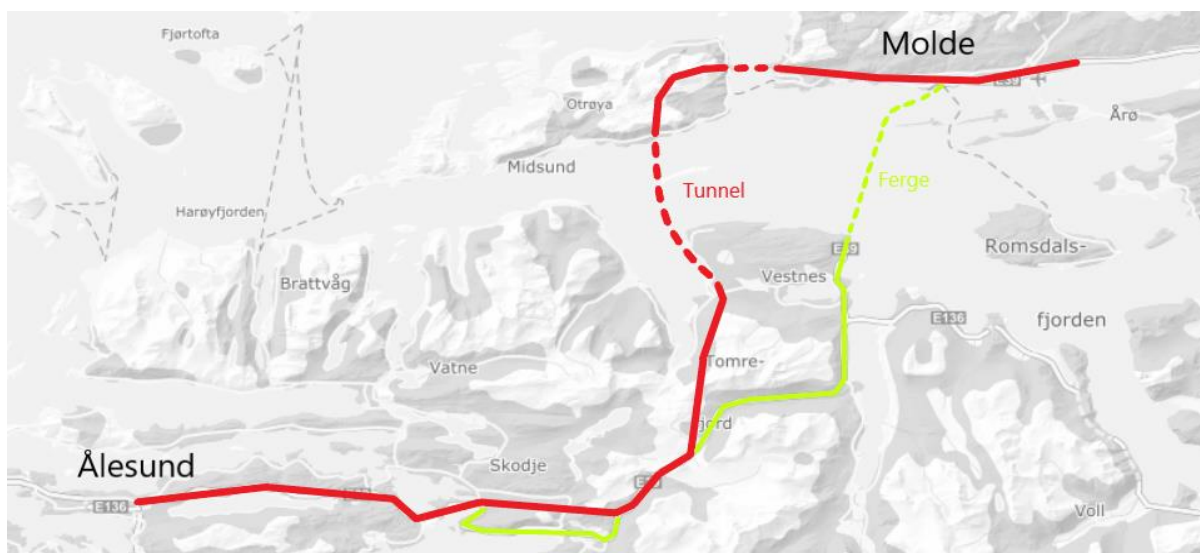 Fjørtofta
Molde
E39
Otrøya
Årø
Midsund
Tunnel
Ferge
Harøyfjorden
Romsdals-
Vestnes
Brattvåg
E136
fjorden
Vatne
Tomre-
fjord
Ålesund
Skodje
E136
Voll